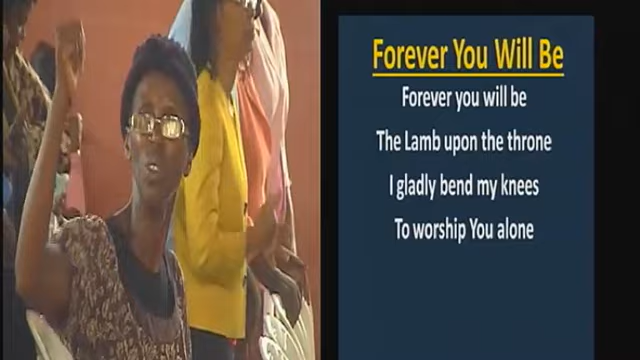 Forever You Will Be
Forever you will be
The Lamb upon the throne
I gladly bend my knees
To worship You alone